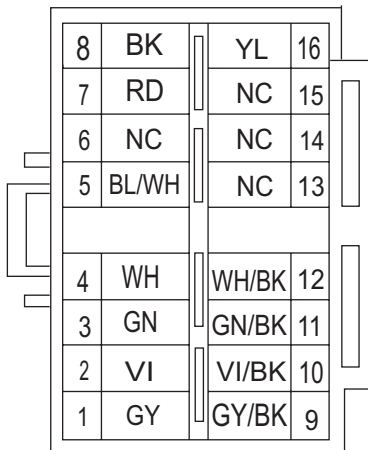 8 BK YL 16
7 RD NC 15
6 NC NC 14
5 BL/WH NC 13
4 WH WH/BK 12
3 GN GN/BK 11
2 VI VI/BK 10
1 GY GY/BK 9